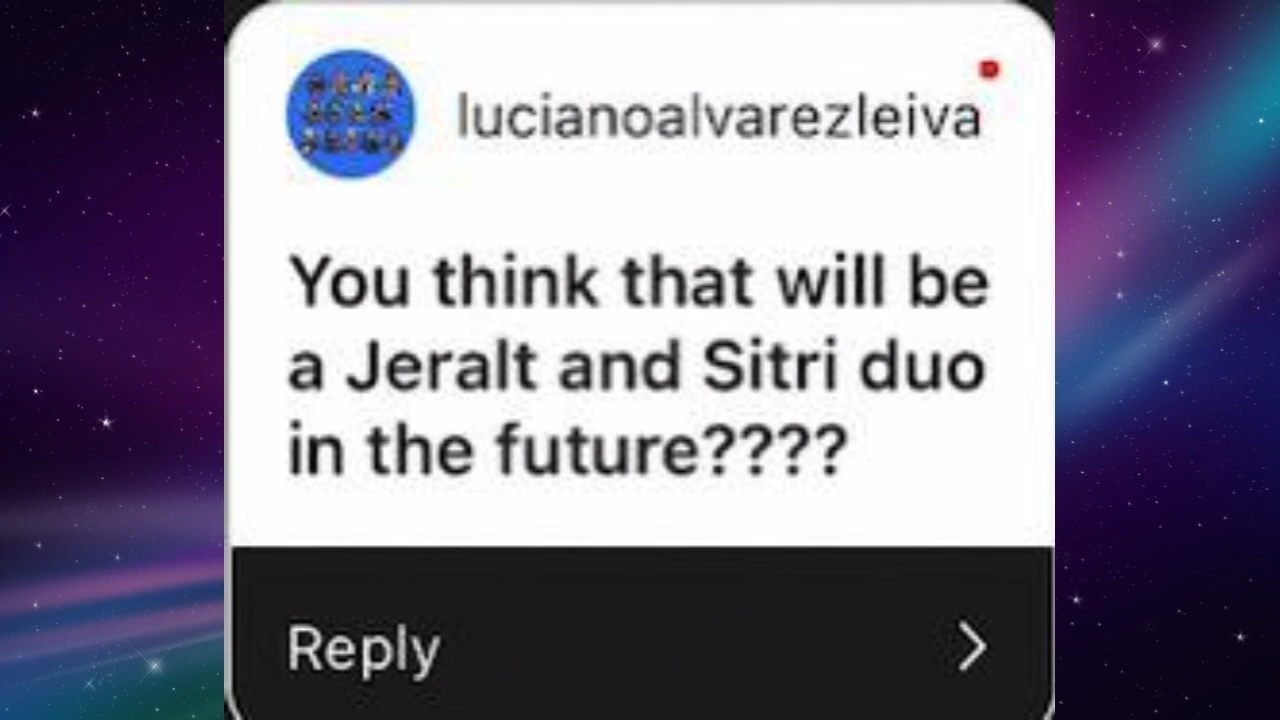 lucianoalvarezleiva
You think that will be
a Jeralt and Sitri duo
in the future????
Reply